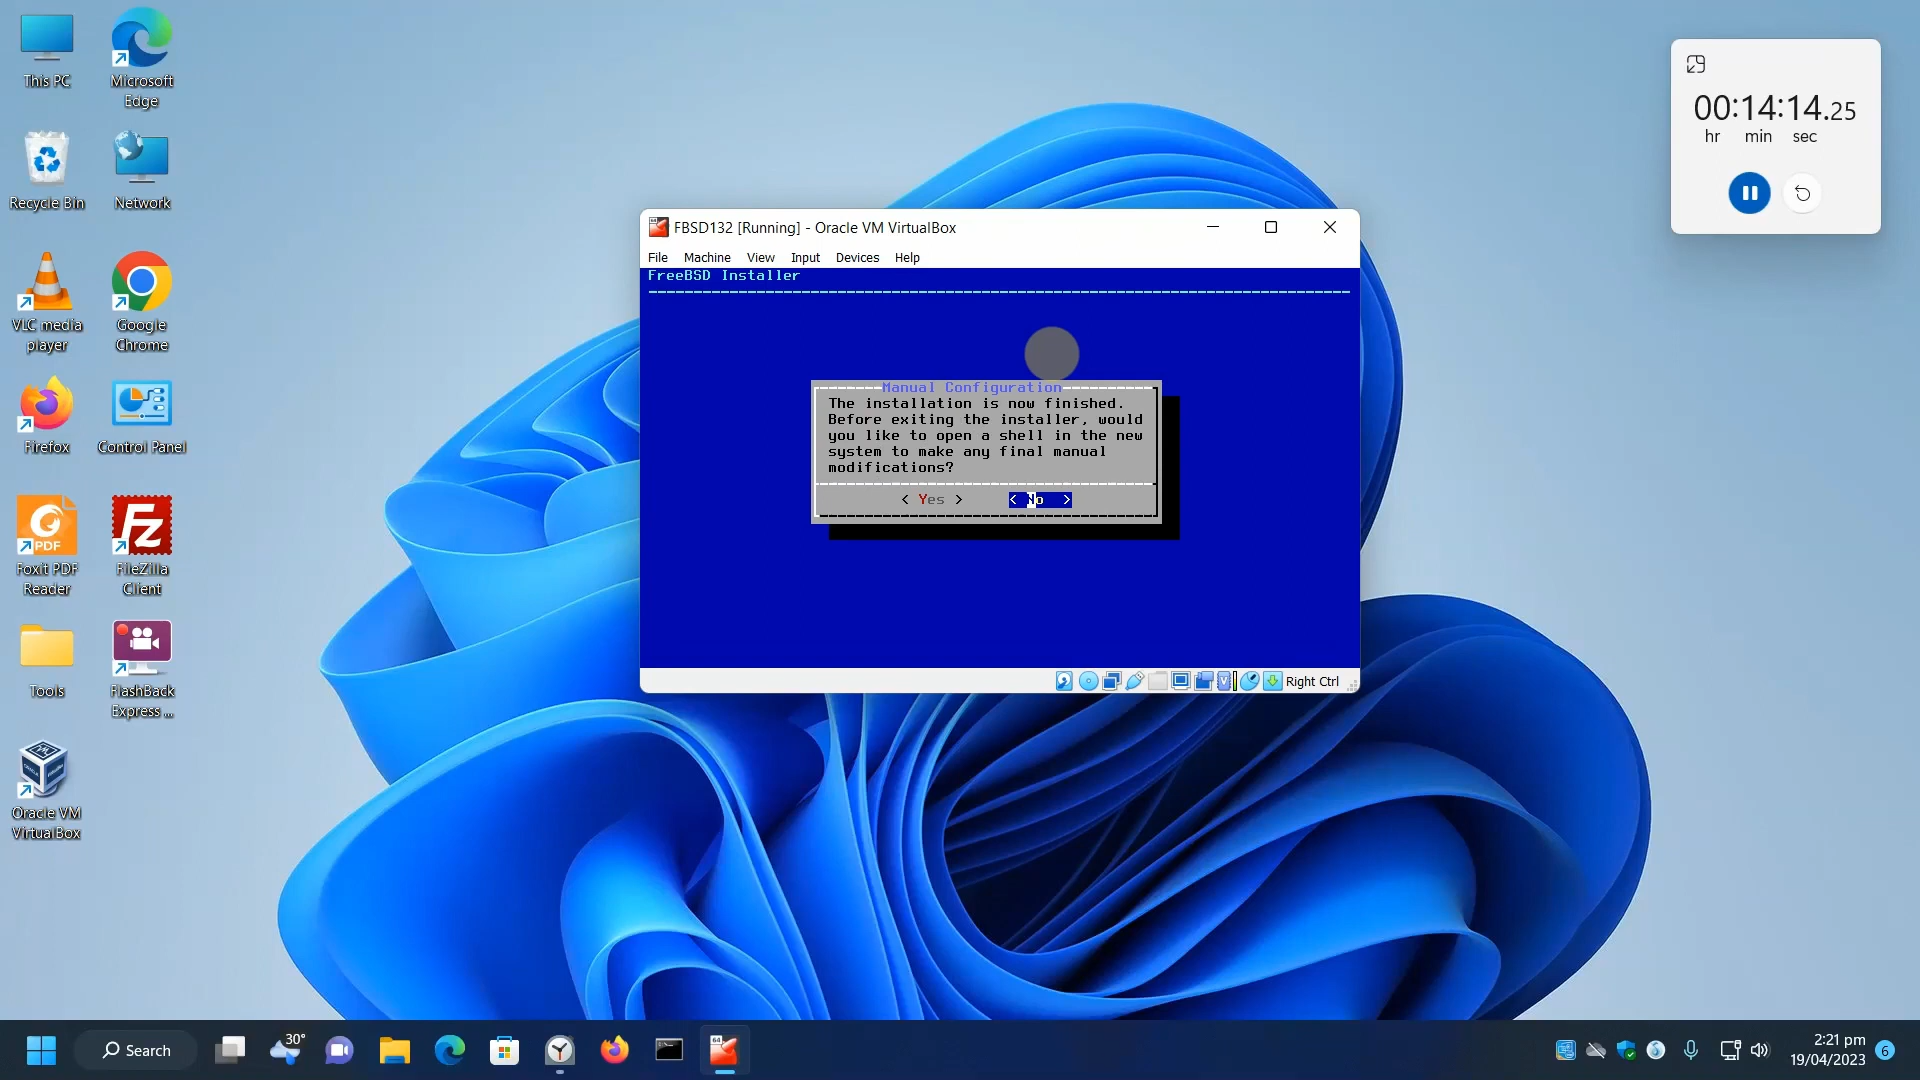 This PC
Microsoft
Edge
Recycle Bin
Network
VLC media
player
Google
Chrome
Firefox
Control Panel
PDF
Foxit PDF
Reader
FileZilla
Client
Tools
FlashBack
Express ...
Oracle VM
VirtualBox
00:14:14.25
hr min sec
FBSD132 [Running] - Oracle VM VirtualBox
File Machine View Input Devices Help
FreeBSD Installer
Manual Configuration
The installation is now finished.
Before exiting the installer, would
you like to open a shell in the new
system to make any final manual
modifications?
< Yes > < No >
Right Ctrl
Search
30°
2:21 pm
19/04/2023
6